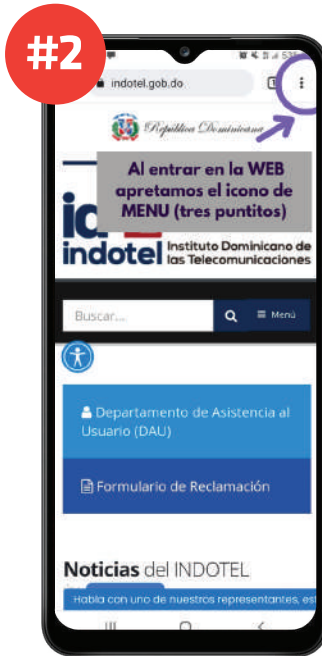 #2
indotel.gob.do
República Dominicana
Al entrar en la WEB
apretamos el icono de
MENU (tres puntitos)
indotel
Instituto Dominicano de
las Telecomunicaciones
Buscar...
Menú
Departamento de Asistencia al
Usuario (DAU)
Formulario de Reclamación
Noticias del INDOTEL
Habla con uno de nuestros representantes,